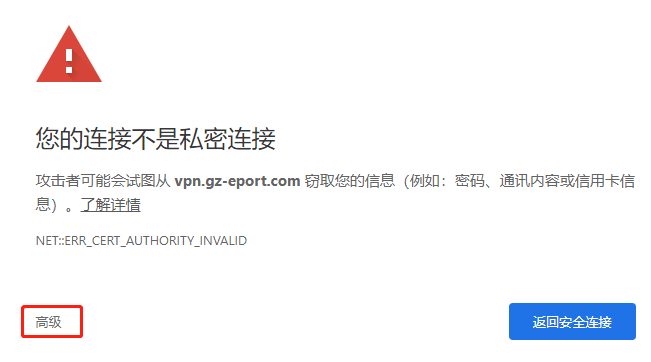 您的连接不是私密连接
攻击者可能会试图从 vpn.gz-eport.com 窃取您的信息（例如：密码、通讯内容或信用卡信
息）。了解详情
NET::ERR_CERT_AUTHORITY_INVALID
高级
返回安全连接